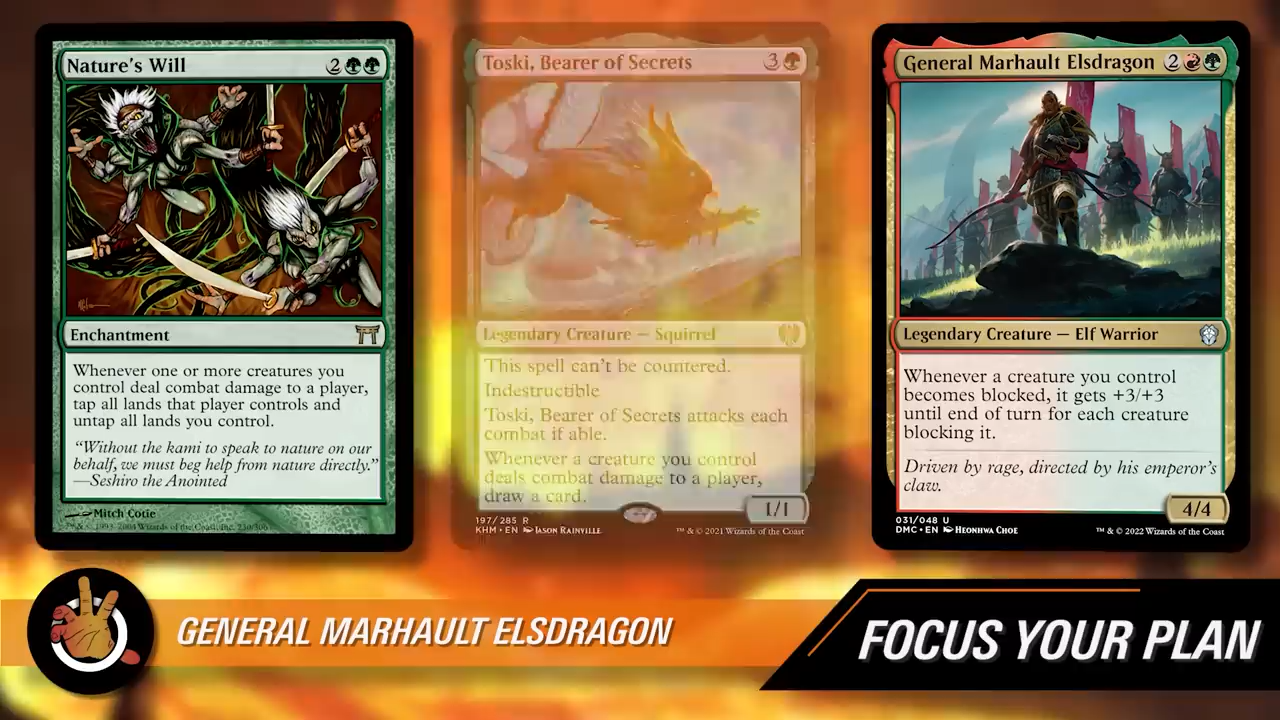 Nature's Will 2
Enchantment
Whenever one or more creatures you
control deal combat damage to a player,
tap all lands that player controls and
untap all lands you control.
"Without the kami to speak to nature on our
behalf, we must beg help from nature directly."
—Seshiro the Anointed
Mitch Cotie
Toski, Bearer of Secrets 3
Legendary Creature — Squirrel
This spell can't be countered.
Indestructible
Toski, Bearer of Secrets attacks each
combat if able.
Whenever a creature you control
deals combat damage to a player,
draw a card.
1/1
197/285 R
KHM • EN Jason Rainville
™ & © 2021 Wizards of the Coast
General Marhault Elsdragon 2
Legendary Creature — Elf Warrior
Whenever a creature you control
becomes blocked, it gets +3/+3
until end of turn for each creature
blocking it.
Driven by rage, directed by his emperor's
claw.
4/4
031/048 U
DMC • EN Heonhwa Choe
™ & © 2022 Wizards of the Coast
GENERAL MARHAULT ELSDRAGON
FOCUS YOUR PLAN